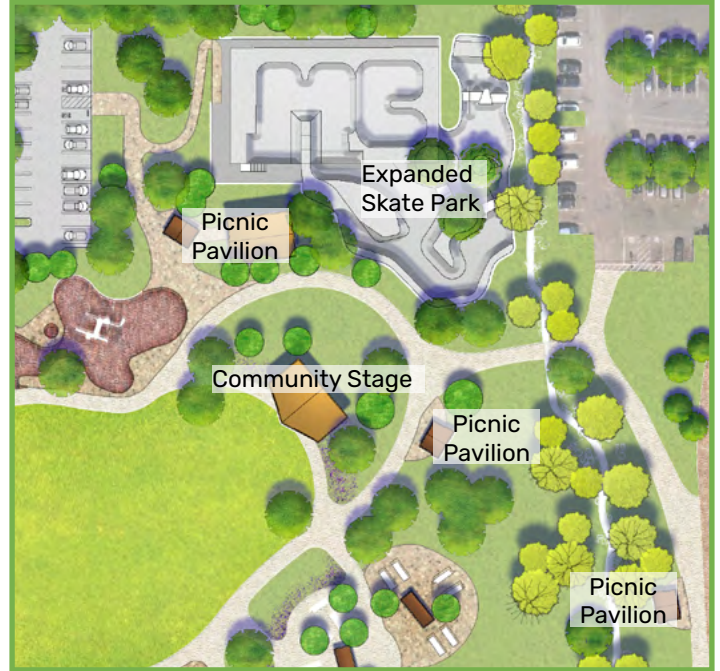 Expanded
Skate Park
Picnic
Pavilion
Community Stage
Picnic
Pavilion
Picnic
Pavilion